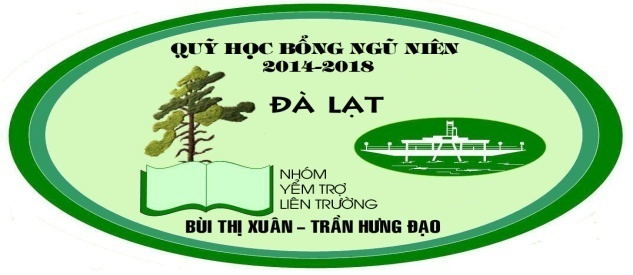 QUỸ HỌC BỔNG NGŨ NIÊN
2014-2018
ĐÀ LẠT
NHÓM
YỂM TRỢ
LIÊN TRƯỜNG
BÙI THỊ XUÂN – TRẦN HƯNG ĐẠO